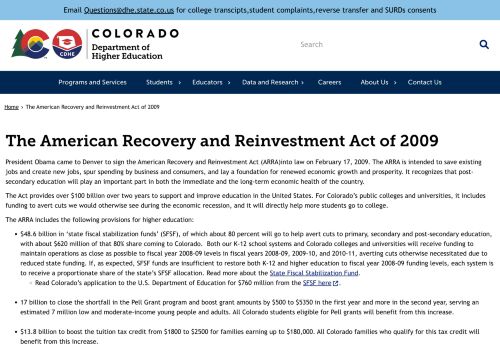 Email Questions@dhe.state.co.us for college transcipts,student complaints,reverse transfer and SURDs consents
CDHE
COLORADO
Department of
Higher Education
Search
Programs and Services Students Educators Data and Research Careers About Us Contact Us
Home › The American Recovery and Reinvestment Act of 2009
The American Recovery and Reinvestment Act of 2009
President Obama came to Denver to sign the American Recovery and Reinvestment Act (ARRA)into law on February 17, 2009. The ARRA is intended to save existing
jobs and create new jobs, spur spending by business and consumers, and lay a foundation for renewed economic growth and prosperity. It recognizes that post-
secondary education will play an important part in both the immediate and the long-term economic health of the country.
The Act provides over $100 billion over two years to support and improve education in the United States. For Colorado's public colleges and universities, it includes
funding to avert cuts we would otherwise see during the economic recession, and it will directly help more students go to college.
The ARRA includes the following provisions for higher education:
• $48.6 billion in 'state fiscal stabilization funds' (SFSF), of which about 80 percent will go to help avert cuts to primary, secondary and post-secondary education,
with about $620 million of that 80% share coming to Colorado. Both our K-12 school systems and Colorado colleges and universities will receive funding to
maintain operations as close as possible to fiscal year 2008-09 levels in fiscal years 2008-09, 2009-10, and 2010-11, averting cuts otherwise necessitated due to
reduced state funding. If, as expected, SFSF funds are insufficient to restore both K-12 and higher education to fiscal year 2008-09 funding levels, each system is
to receive a proportionate share of the state's SFSF allocation. Read more about the State Fiscal Stabilization Fund.
◦ Read Colorado's application to the U.S. Department of Education for $760 million from the SFSF here.
• 17 billion to close the shortfall in the Pell Grant program and boost grant amounts by $500 to $5350 in the first year and more in the second year, serving an
estimated 7 million low and moderate-income young people and adults. All Colorado students eligible for Pell grants will benefit from this increase.
• $13.8 billion to boost the tuition tax credit from $1800 to $2500 for families earning up to $180,000. All Colorado families who qualify for this tax credit will
benefit from this increase.